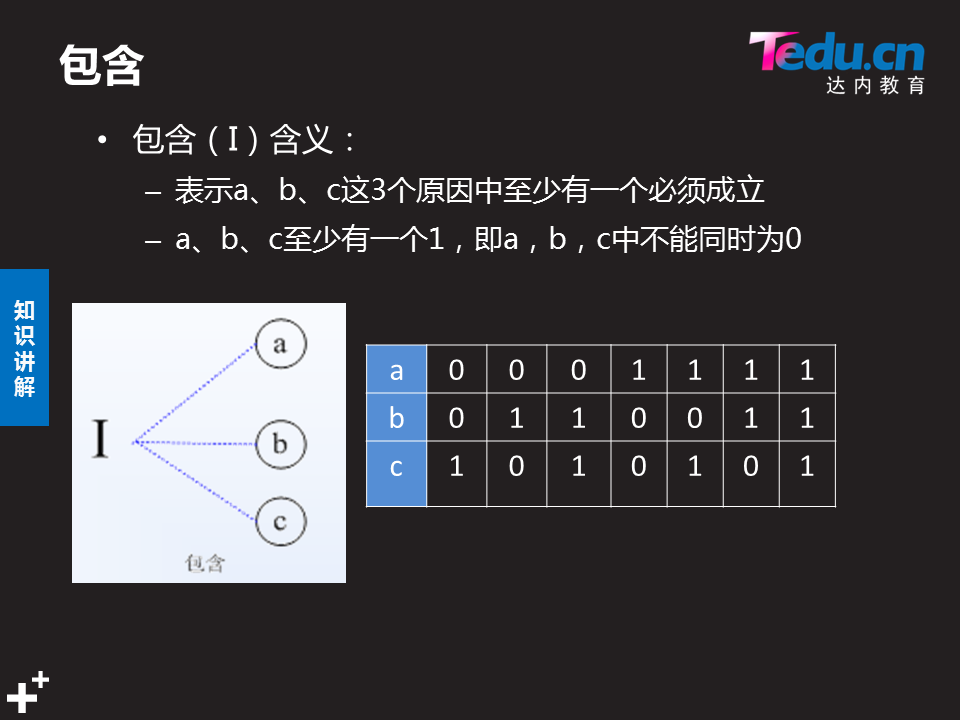 包含
Tedu.cn
达内教育
• 包含（I）含义：
– 表示a、b、c这3个原因中至少有一个必须成立
– a、b、c至少有一个1，即a，b，c中不能同时为0
知识讲解
I
a
b
c
包含
a 0 0 0 1 1 1 1
b 0 1 1 0 0 1 1
c 1 0 1 0 1 0 1